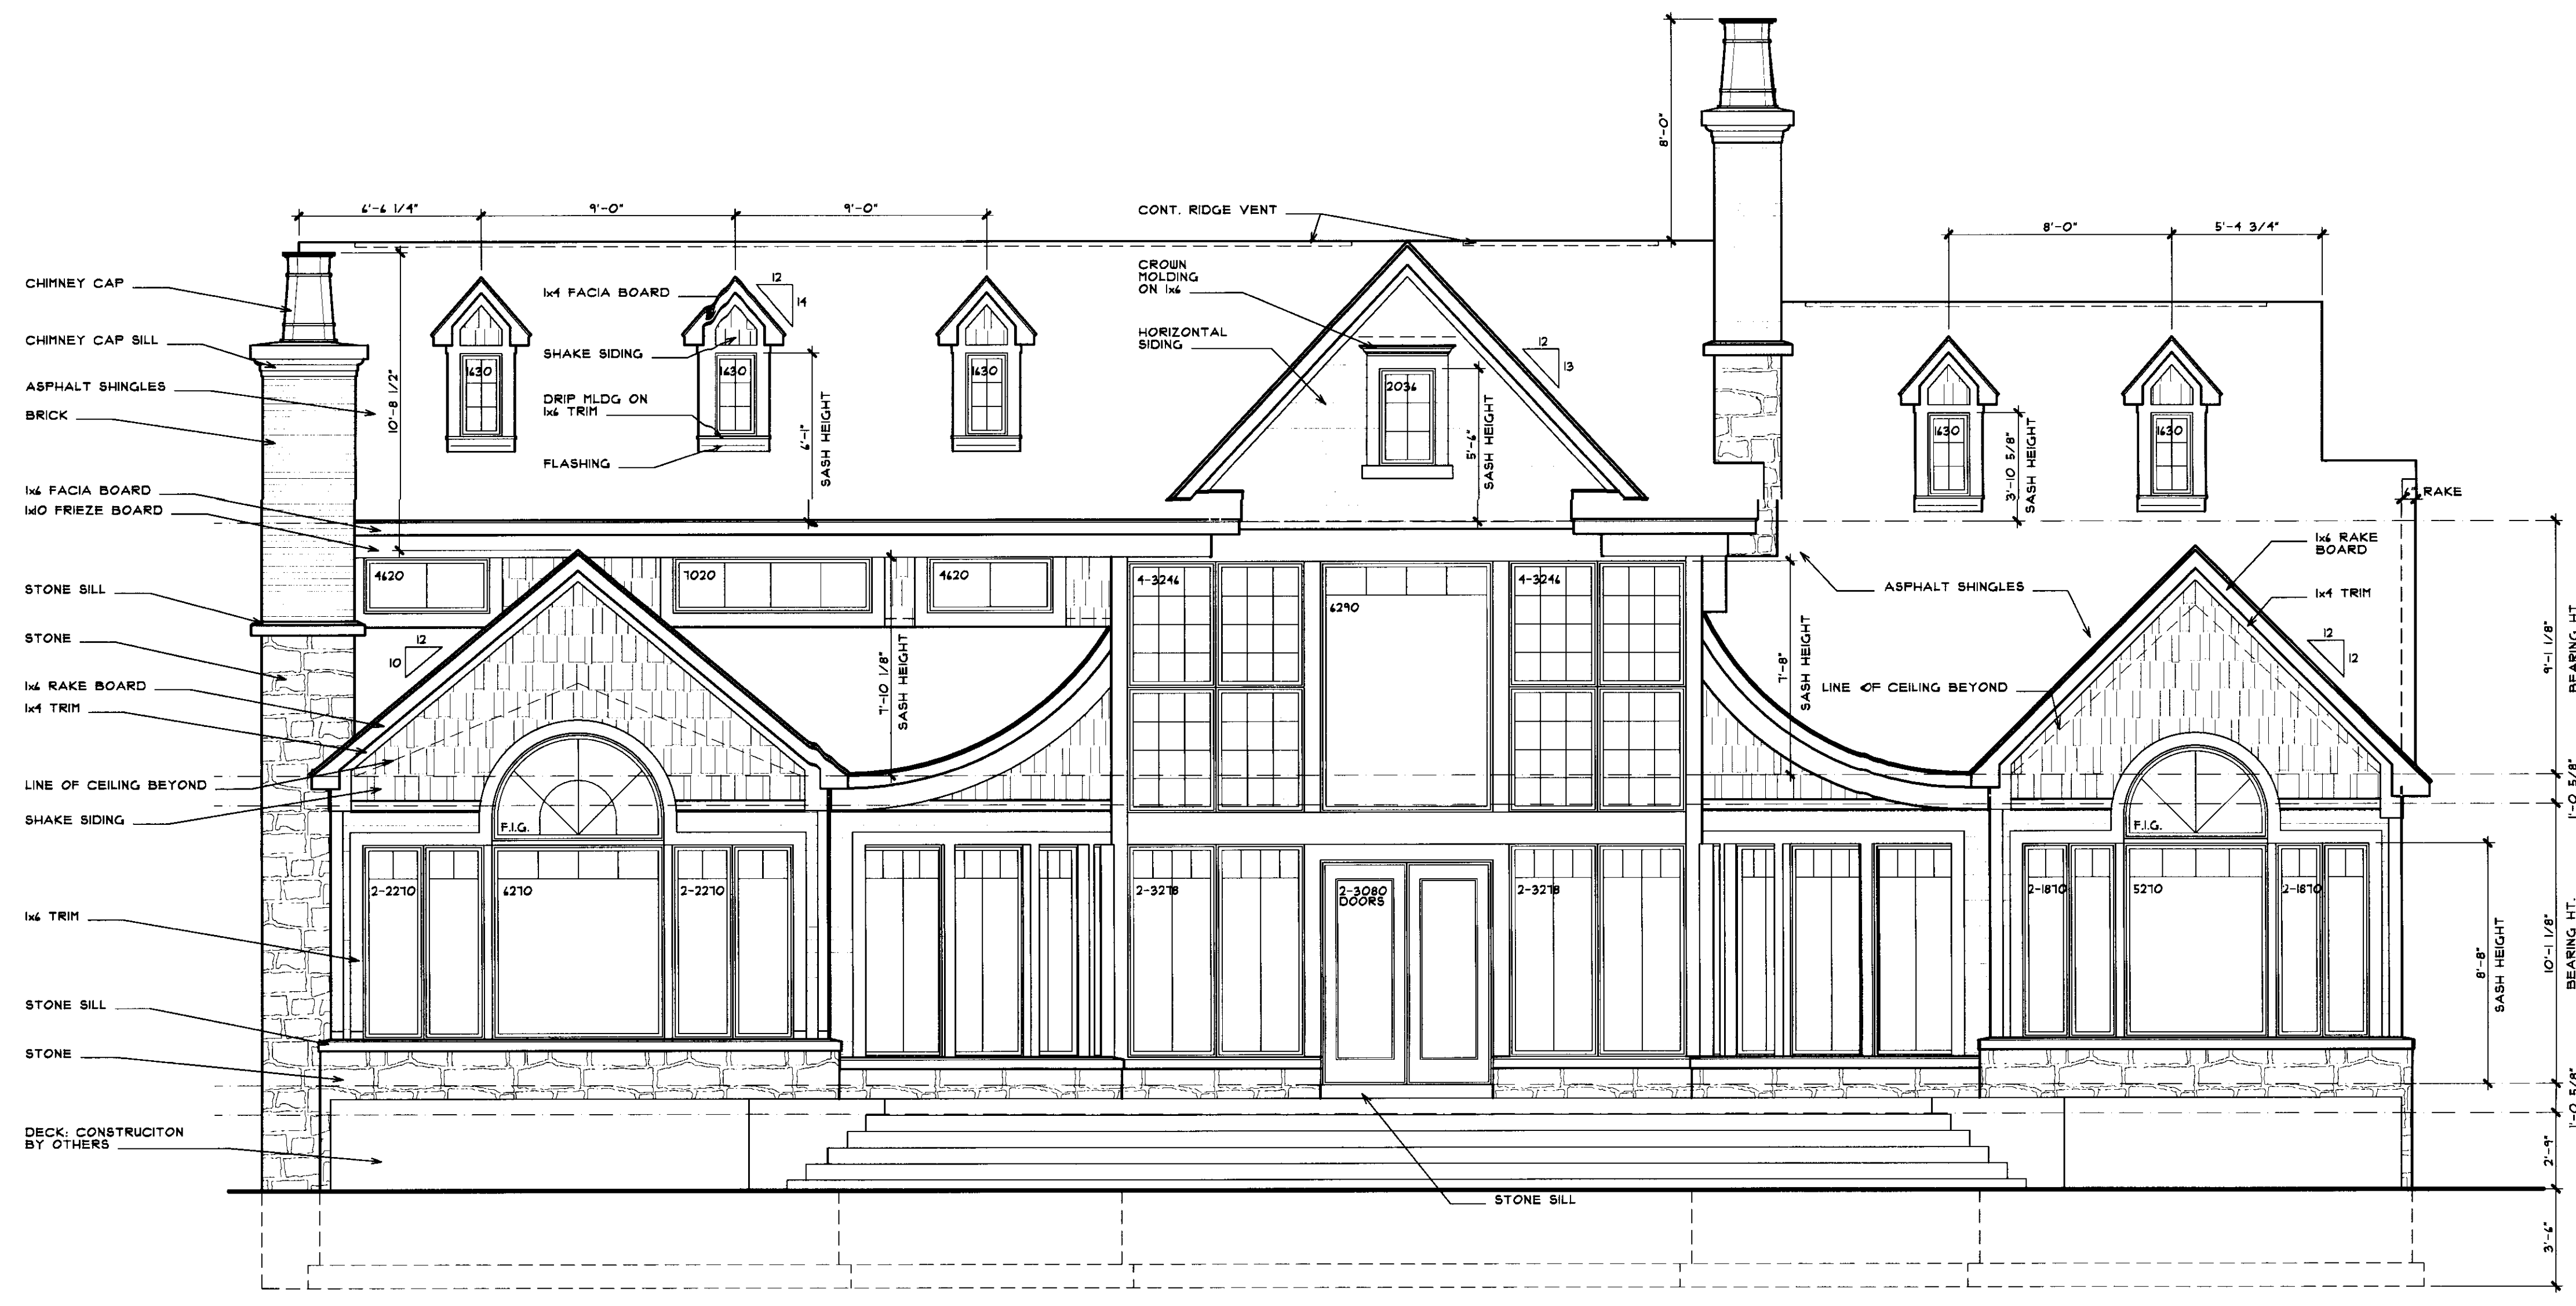 8'-0"
6'-6 1/4"
9'-0"
9'-0"
CONT. RIDGE VENT
8'-0"
5'-4 3/4"
CHIMNEY CAP
CHIMNEY CAP SILL
ASPHALT SHINGLES
BRICK
1x6 FACIA BOARD
1x10 FRIEZE BOARD
STONE SILL
STONE
1x6 RAKE BOARD
1x4 TRIM
LINE OF CEILING BEYOND
SHAKE SIDING
1x6 TRIM
STONE SILL
STONE
DECK: CONSTRUCITON
BY OTHERS
10'-8 1/2"
1x4 FACIA BOARD
12
14
SHAKE SIDING
DRIP MLDG ON
1x6 TRIM
FLASHING
1630
1630
1630
6'-1"
SASH HEIGHT
CROWN
MOLDING
ON 1x6
HORIZONTAL
SIDING
2036
12
13
5'-6"
SASH HEIGHT
1630
1630
3'-10 5/8"
SASH HEIGHT
6" RAKE
1x6 RAKE
BOARD
1x4 TRIM
ASPHALT SHINGLES
LINE OF CEILING BEYOND
12
12
4620
7020
4620
12
10
7'-10 1/8"
SASH HEIGHT
4-3246
6290
4-3246
7'-8"
SASH HEIGHT
F.I.G.
F.I.G.
2-2270
6270
2-2270
2-3278
2-3080
DOORS
2-3278
2-1870
5270
2-1870
8'-8"
SASH HEIGHT
9'-1 1/8"
BEARING HT.
1'-0 5/8"
10'-1 1/8"
BEARING HT.
1'-0 5/8"
2'-9"
3'-6"
STONE SILL